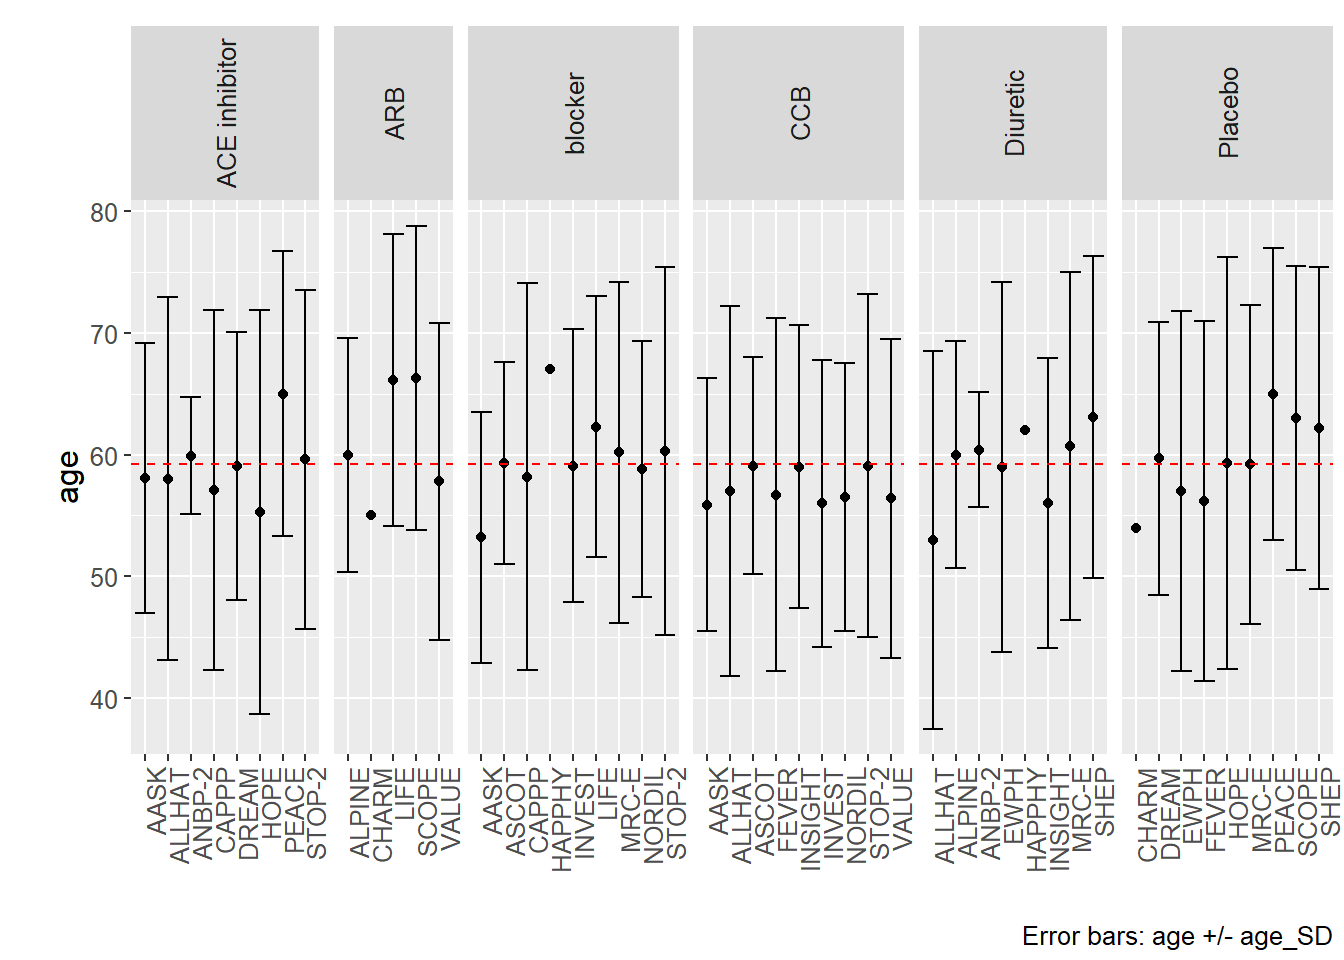 ACE inhibitor
ARB
blocker
CCB
Diuretic
Placebo
age
80
70
60
50
40
AASK
ALLHAT
ANBP-2
CAPPP
DREAM
HOPE
PEACE
STOP-2
ALPINE
CHARM
LIFE
SCOPE
VALUE
AASK
ASCOT
CAPPP
HAPPHY
INVEST
LIFE
MRC-E
NORDIL
STOP-2
AASK
ALLHAT
ASCOT
FEVER
INSIGHT
INVEST
NORDIL
STOP-2
VALUE
ALLHAT
ALPINE
ANBP-2
EWPH
HAPPHY
INSIGHT
MRC-E
SHEP
CHARM
DREAM
EWPH
FEVER
HOPE
MRC-E
PEACE
SCOPE
SHEP
Error bars: age +/- age_SD